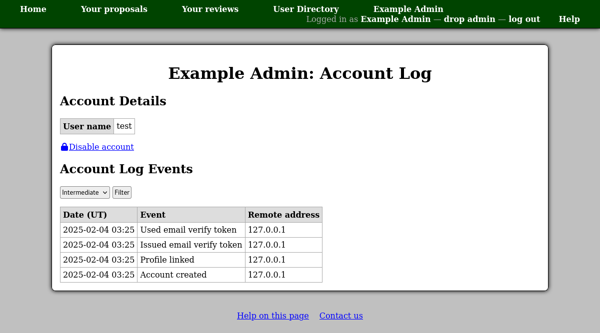 Home Your proposals Your reviews User Directory Example Admin
Logged in as Example Admin — drop admin — log out Help
Example Admin: Account Log
Account Details
User name test
Disable account
Account Log Events
Intermediate Filter
Date (UT) Event Remote address
2025-02-04 03:25 Used email verify token 127.0.0.1
2025-02-04 03:25 Issued email verify token 127.0.0.1
2025-02-04 03:25 Profile linked 127.0.0.1
2025-02-04 03:25 Account created 127.0.0.1
Help on this page Contact us